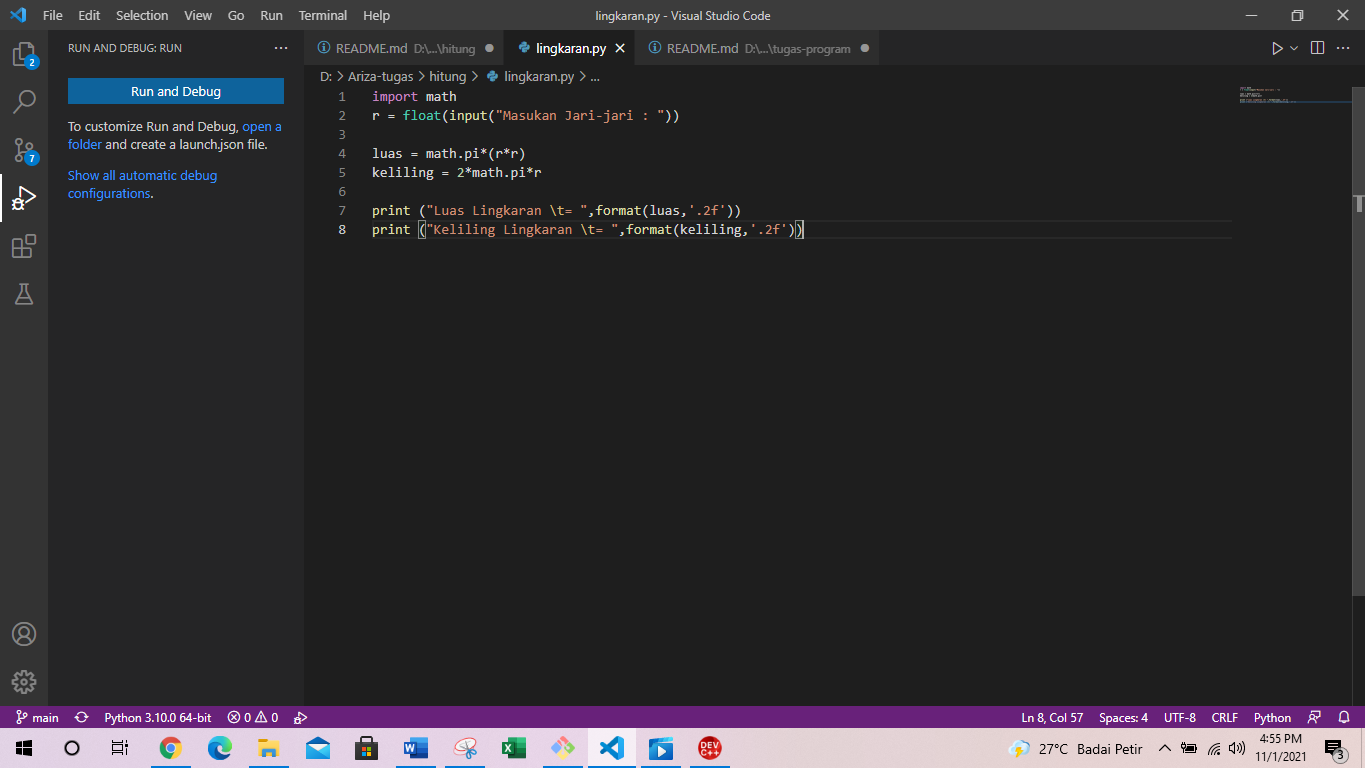 File Edit Selection View Go Run Terminal Help
lingkaran.py - Visual Studio Code
RUN AND DEBUG: RUN ...
Run and Debug
To customize Run and Debug, open a
folder and create a launch.json file.
Show all automatic debug
configurations.
2
7
README.md D:\...\hitung
lingkaran.py
README.md D:\...\tugas-program
D: > Ariza-tugas > hitung > lingkaran.py > ...
1 import math
2 r = float(input("Masukan Jari-jari : "))
3
4 luas = math.pi*(r*r)
5 keliling = 2*math.pi*r
6
7 print ("Luas Lingkaran \t= ",format(luas,'.2f'))
8 print ("Keliling Lingkaran \t= ",format(keliling,'.2f'))
main Python 3.10.0 64-bit 0 0
Ln 8, Col 57 Spaces: 4 UTF-8 CRLF Python
DEV
C++
27°C Badai Petir
4:55 PM
11/1/2021
3